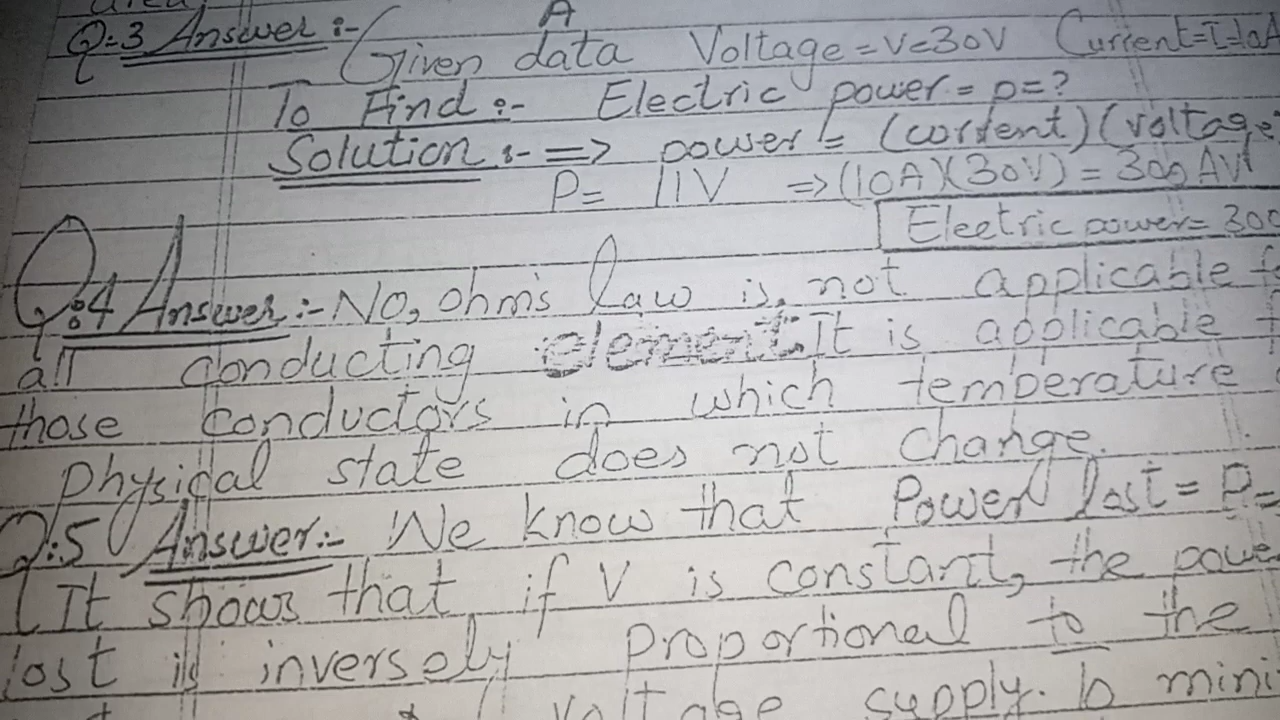 Q:3 Answer :- Given data Voltage = V=30V Current=I=10A
To Find :- Electric power = p=?
Solution :- => power = (corrent)(voltage
P= IV => (10A)(30V) = 300 AV
Electric power= 300
Q:4 Answer :- No, ohm's law is not applicable
all conducting element. It is applicable
those conductors in which temperature
physical state does not change.
Q:5 Answer:- We know that Power lost = P=
It shows that if V is constant, the powe
lost is inversely proportional to the
voltage supply. To mini